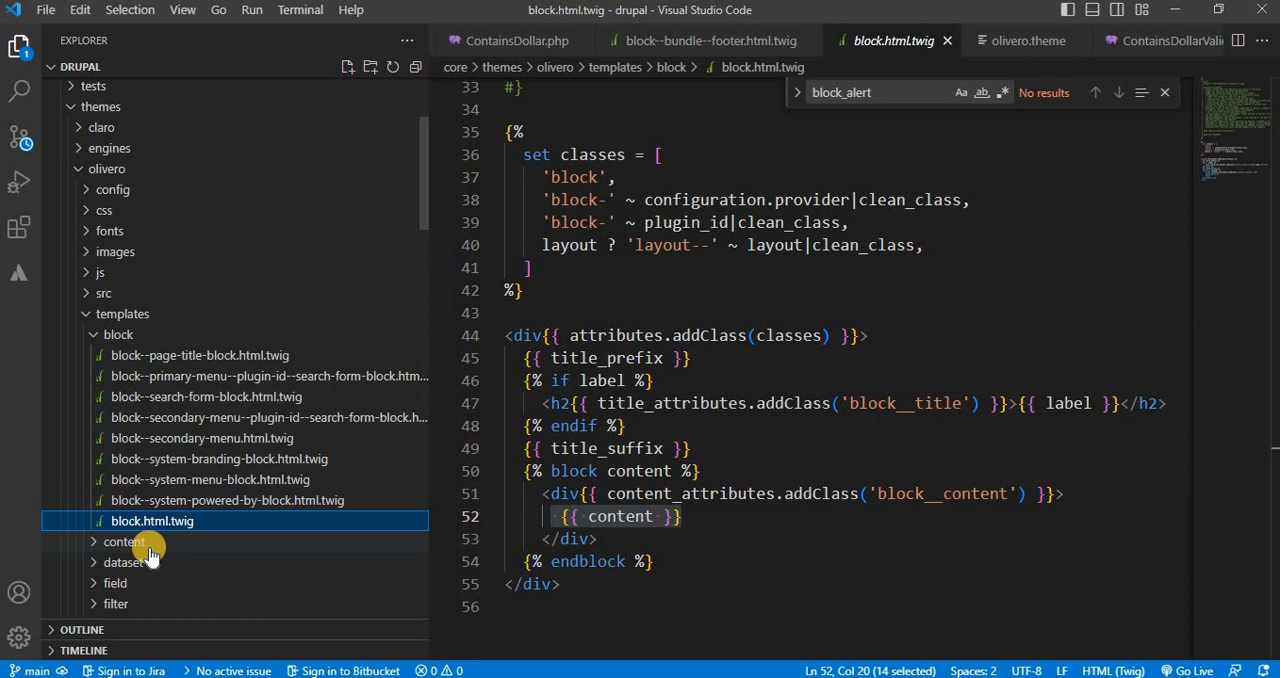 File Edit Selection View Go Run Terminal Help block.html.twig - drupal - Visual Studio Code
EXPLORER
ContainsDollar.php block--bundle--footer.html.twig block.html.twig olivero.theme ContainsDollarVali
DRUPAL
core > themes > olivero > templates > block > block.html.twig
block_alert Aa ab No results
tests
themes
claro
engines
olivero
config
css
fonts
images
js
src
templates
block
block--page-title-block.html.twig
block--primary-menu--plugin-id--search-form-block.htm...
block--search-form-block.html.twig
block--secondary-menu--plugin-id--search-form-block.h...
block--secondary-menu.html.twig
block--system-branding-block.html.twig
block--system-menu-block.html.twig
block--system-powered-by-block.html.twig
block.html.twig
content
dataset
field
filter
OUTLINE
TIMELINE
33 #}
34
35 {%
36 set classes = [
37 'block',
38 'block-' ~ configuration.provider|clean_class,
39 'block-' ~ plugin_id|clean_class,
40 layout ? 'layout--' ~ layout|clean_class,
41 ]
42 %}
43
44 <div{{ attributes.addClass(classes) }}>
45 {{ title_prefix }}
46 {% if label %}
47 <h2{{ title_attributes.addClass('block__title') }}>{{ label }}</h2>
48 {% endif %}
49 {{ title_suffix }}
50 {% block content %}
51 <div{{ content_attributes.addClass('block__content') }}>
52 {{ content }}
53 </div>
54 {% endblock %}
55 </div>
56
main Sign in to Jira No active issue Sign in to Bitbucket 0 0 Ln 52, Col 20 (14 selected) Spaces: 2 UTF-8 LF HTML (Twig) Go Live